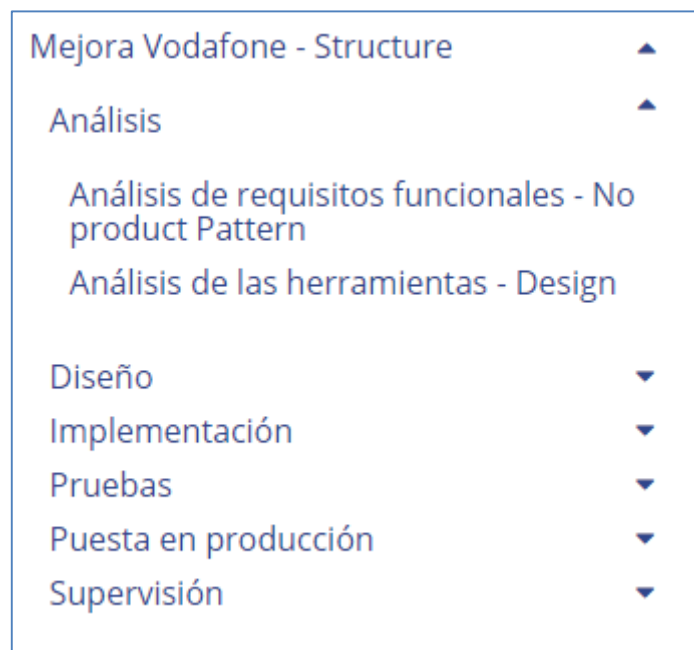 Mejora Vodafone - Structure
Análisis
Análisis de requisitos funcionales - No
product Pattern
Análisis de las herramientas - Design
Diseño
Implementación
Pruebas
Puesta en producción
Supervisión